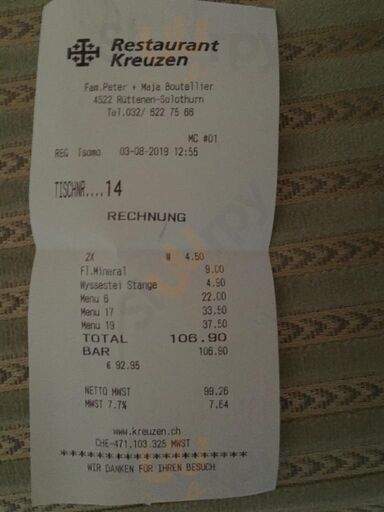 Restaurant
Kreuzen
Fam.Peter + Maja Boutellier
4522 Rüttenen-Solothurn
Tel.032/ 622 75 66
MC #01
REG Tsomo 03-08-2019 12:55
TISCHNR....14
RECHNUNG
2X # 4.50
Fl.Mineral 9.00
Wyssestei Stange 4.90
Menu 6 22.00
Menu 17 33.50
Menu 19 37.50
TOTAL 106.90
BAR 106.90
€ 92.95
NETTO MWST 99.26
MWST 7.7% 7.64
www.kreuzen.ch
CHE-471.103.325 MWST
********************
WIR DANKEN FÜR IHREN BESUCH